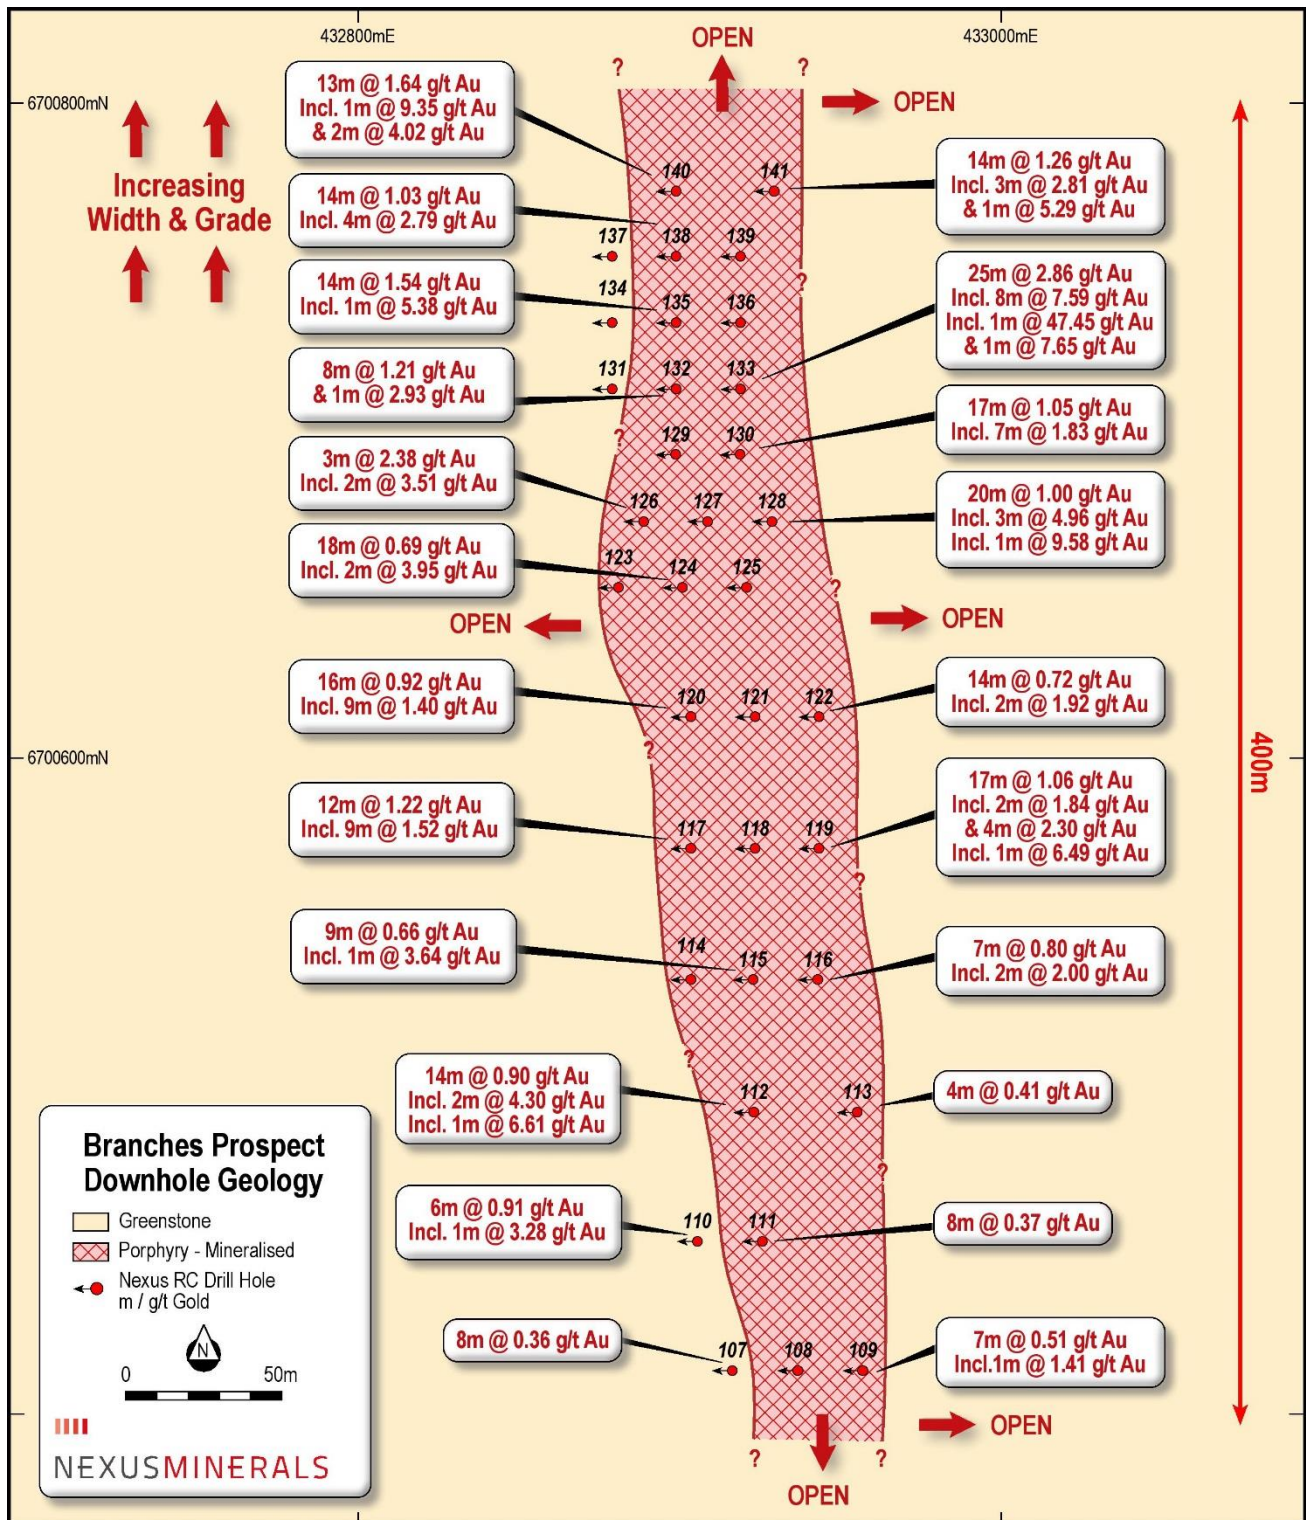 432800mE
433000mE
OPEN
?
?
6700800mN
OPEN
13m @ 1.64 g/t Au
Incl. 1m @ 9.35 g/t Au
& 2m @ 4.02 g/t Au
Increasing
Width & Grade
14m @ 1.26 g/t Au
Incl. 3m @ 2.81 g/t Au
& 1m @ 5.29 g/t Au
140
141
14m @ 1.03 g/t Au
Incl. 4m @ 2.79 g/t Au
137
138
139
14m @ 1.54 g/t Au
Incl. 1m @ 5.38 g/t Au
25m @ 2.86 g/t Au
Incl. 8m @ 7.59 g/t Au
Incl. 1m @ 47.45 g/t Au
& 1m @ 7.65 g/t Au
?
134
135
136
8m @ 1.21 g/t Au
& 1m @ 2.93 g/t Au
131
132
133
17m @ 1.05 g/t Au
Incl. 7m @ 1.83 g/t Au
?
129
130
3m @ 2.38 g/t Au
Incl. 2m @ 3.51 g/t Au
20m @ 1.00 g/t Au
Incl. 3m @ 4.96 g/t Au
Incl. 1m @ 9.58 g/t Au
126
127
128
18m @ 0.69 g/t Au
Incl. 2m @ 3.95 g/t Au
123
124
125
?
OPEN
OPEN
16m @ 0.92 g/t Au
Incl. 9m @ 1.40 g/t Au
14m @ 0.72 g/t Au
Incl. 2m @ 1.92 g/t Au
120
121
122
?
6700600mN
400m
12m @ 1.22 g/t Au
Incl. 9m @ 1.52 g/t Au
17m @ 1.06 g/t Au
Incl. 2m @ 1.84 g/t Au
& 4m @ 2.30 g/t Au
Incl. 1m @ 6.49 g/t Au
117
118
119
?
9m @ 0.66 g/t Au
Incl. 1m @ 3.64 g/t Au
7m @ 0.80 g/t Au
Incl. 2m @ 2.00 g/t Au
114
115
116
?
14m @ 0.90 g/t Au
Incl. 2m @ 4.30 g/t Au
Incl. 1m @ 6.61 g/t Au
112
113
4m @ 0.41 g/t Au
?
6m @ 0.91 g/t Au
Incl. 1m @ 3.28 g/t Au
110
111
8m @ 0.37 g/t Au
8m @ 0.36 g/t Au
107
108
109
7m @ 0.51 g/t Au
Incl.1m @ 1.41 g/t Au
OPEN
?
?
OPEN
Branches Prospect
Downhole Geology
Greenstone
Porphyry - Mineralised
Nexus RC Drill Hole
m / g/t Gold
N
0
50m
NEXUSMINERALS